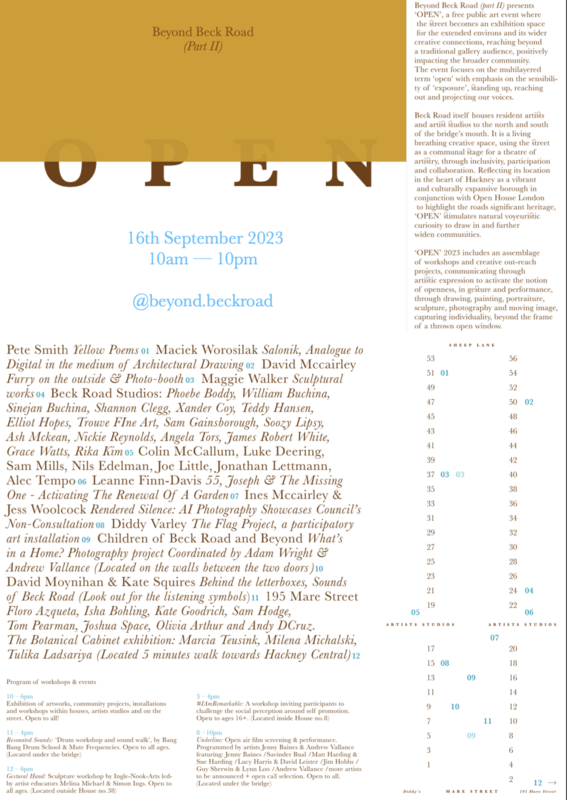 Beyond Beck Road
(Part II)
OPEN
16th September 2023
10am — 10pm
@beyond.beckroad
Pete Smith Yellow Poems 01 Maciek Worosilak Salonik, Analogue to
Digital in the medium of Architectural Drawing 02 David Mccairley
Furry on the outside & Photo-booth 03 Maggie Walker Sculptural
works 04 Beck Road Studios: Phoebe Boddy, William Buchina,
Sinejan Buchina, Shannon Clegg, Xander Coy, Teddy Hansen,
Elliot Hopes, Trowe FIne Art, Sam Gainsborough, Soozy Lipsy,
Ash Mckean, Nickie Reynolds, Angela Tors, James Robert White,
Grace Watts, Rika Kim 05 Colin McCallum, Luke Deering,
Sam Mills, Nils Edelman, Joe Little, Jonathan Lettmann,
Alec Tempo 06 Leanne Finn-Davis 55, Joseph & The Missing
One - Activating The Renewal Of A Garden 07 Ines Mccairley &
Jess Woolcock Rendered Silence: AI Photography Showcases Council's
Non-Consultation 08 Diddy Varley The Flag Project, a participatory
art installation 09 Children of Beck Road and Beyond What's
in a Home? Photography project Coordinated by Adam Wright &
Andrew Vallance (Located on the walls between the two doors) 10
David Moynihan & Kate Squires Behind the letterboxes, Sounds
of Beck Road (Look out for the listening symbols) 11 195 Mare Street
Floro Azqueta, Isha Bohling, Kate Goodrich, Sam Hodge,
Tom Pearman, Joshua Space, Olivia Arthur and Andy DCruz.
The Botanical Cabinet exhibition: Marcia Teusink, Milena Michalski,
Tulika Ladsariya (Located 5 minutes walk towards Hackney Central) 12
Program of workshops & events
10 – 6pm
Exhibition of artworks, community projects, installations
and workshops within houses, artists studios and on the
street. Open to all!
11 – 4pm
Resonated Sounds: 'Drum workshop and sound walk', by Bang
Bang Drum School & Mute Frequencies. Open to all ages.
(Located under the bridge)
12 – 6pm
Gestural Hand: Sculpture workshop by Ingle-Nook-Arts led-
by artist educators Melina Michael & Simon Ings. Open to
all ages. (Located outside House no.38)
3 – 4pm
#IAmRemarkable: A workshop inviting participants to
challenge the social perception around self promotion.
Open to ages 16+. (Located Inside House no.8)
8 – 10pm
Underline: Open air film screening & performance.
Programmed by artists Jenny Baines & Andrew Vallance
featuring: Jenny Baines /Savinder Bual /Matt Harding &
Sue Harding /Lucy Harris & David Leister /Jim Hobbs /
Guy Sherwin & Lynn Loo /Andrew Vallance /more artists
to be announced + open call selection. Open to all.
(Located under the bridge)
Beyond Beck Road (part II) presents
'OPEN', a free public art event where
the street becomes an exhibition space
for the extended environs and its wider
creative connections, reaching beyond
a traditional gallery audience, positively
impacting the broader community.
The event focuses on the multilayered
term 'open' with emphasis on the sensibili-
ty of 'exposure', standing up, reaching
out and projecting our voices.
Beck Road itself houses resident artists
and artist studios to the north and south
of the bridge's mouth. It is a living
breathing creative space, using the street
as a communal stage for a theatre of
artistry, through inclusivity, participation
and collaboration. Reflecting its location
in the heart of Hackney as a vibrant
and culturally expansive borough in
conjunction with Open House London
to highlight the roads significant heritage,
'OPEN' stimulates natural voyeuristic
curiosity to draw in and further
widen communities.
'OPEN' 2023 includes an assemblage
of workshops and creative out-reach
projects, communicating through
artistic expression to activate the notion
of openness, in gesture and performance,
through drawing, painting, portraiture,
sculpture, photography and moving image,
capturing individuality, beyond the frame
of a thrown open window.
SHEEP LANE
53 56
51 01 54
49 52
47 50 02
45 48
43 46
41 44
39 42
37 03 03 40
35 38
33 36
31 34
29 32
27 30
25 28
23 26
21 24 04
19 22
05 06
ARTISTS STUDIOS ARTISTS STUDIOS
07
17 20
15 08 18
13 09 16
11 14
9 10 12
7 11 10
5 09 8
3 6
1 4
2 12 →
Diddy's MARE STREET 195 Mare Street